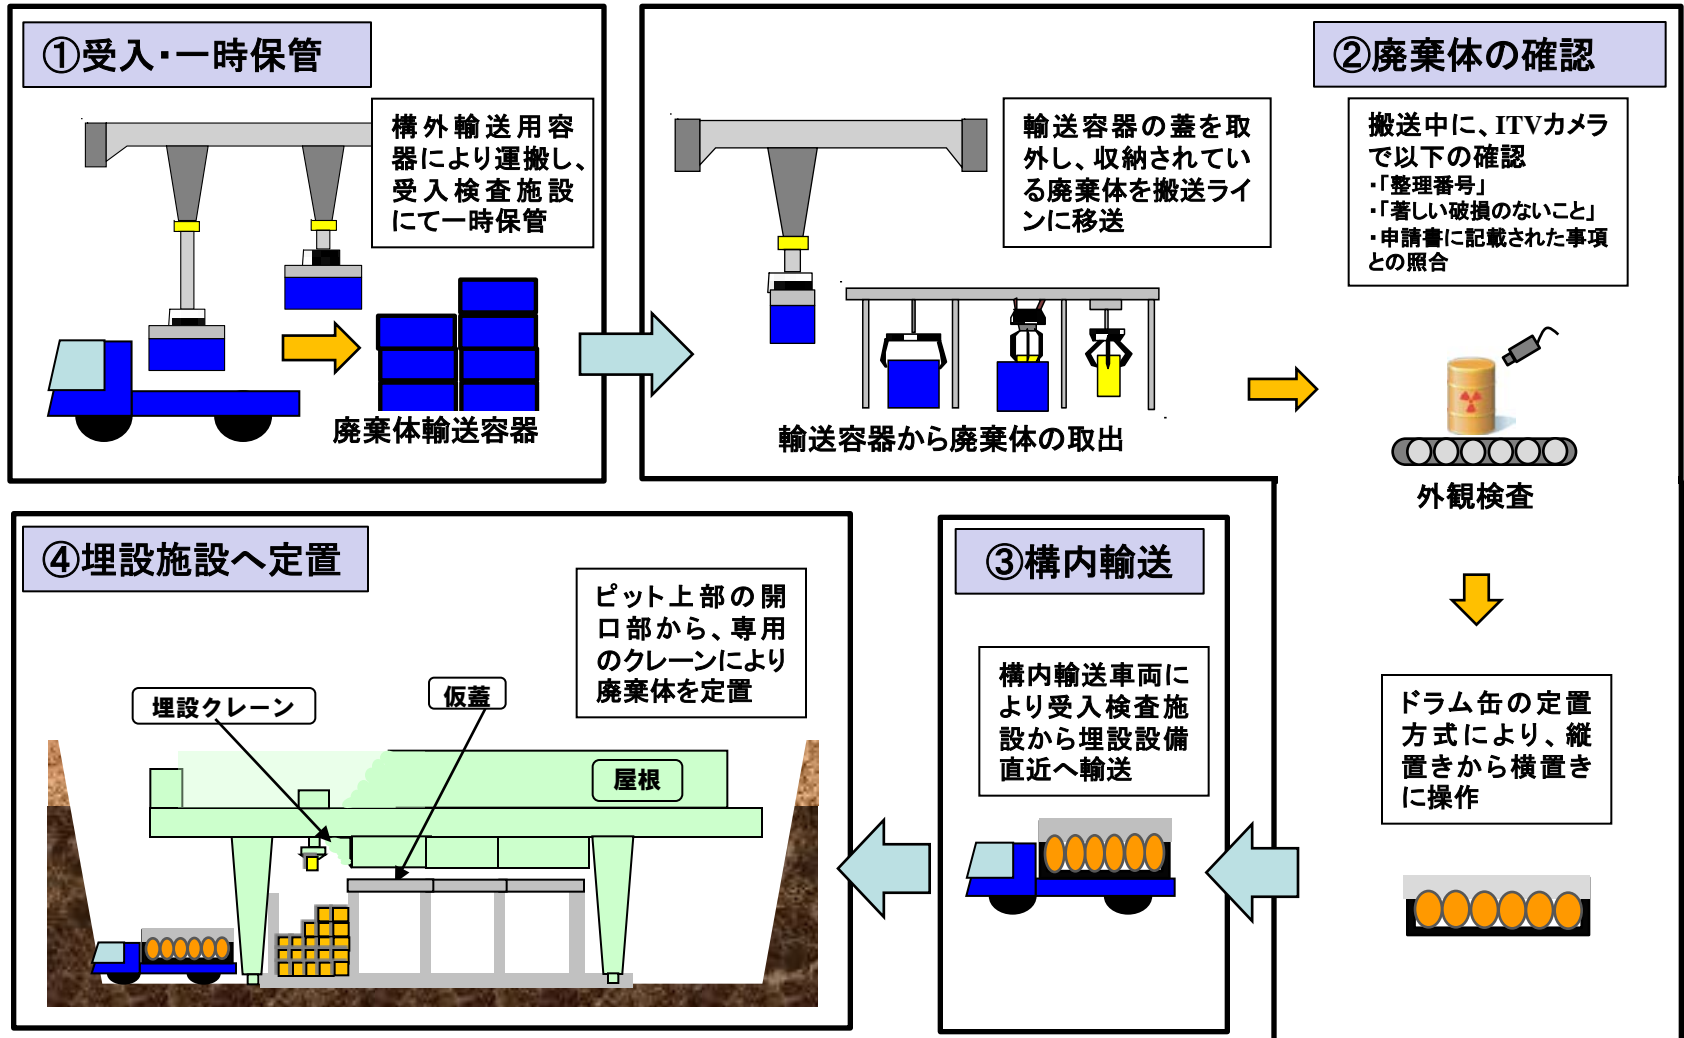 ①受入・一時保管
構外輸送用容
器により運搬し、
受入検査施設
にて一時保管
廃棄体輸送容器
②廃棄体の確認
輸送容器の蓋を取
外し、収納されてい
る廃棄体を搬送ライ
ンに移送
輸送容器から廃棄体の取出
搬送中に、ITVカメラ
で以下の確認
・「整理番号」
・「著しい破損のないこと」
・申請書に記載された事項
との照合
外観検査
ドラム缶の定置
方式により、縦
置きから横置き
に操作
③構内輸送
構内輸送車両に
より受入検査施
設から埋設設備
直近へ輸送
④埋設施設へ定置
ピット上部の開
口部から、専用
のクレーンにより
廃棄体を定置
埋設クレーン
仮蓋
屋根